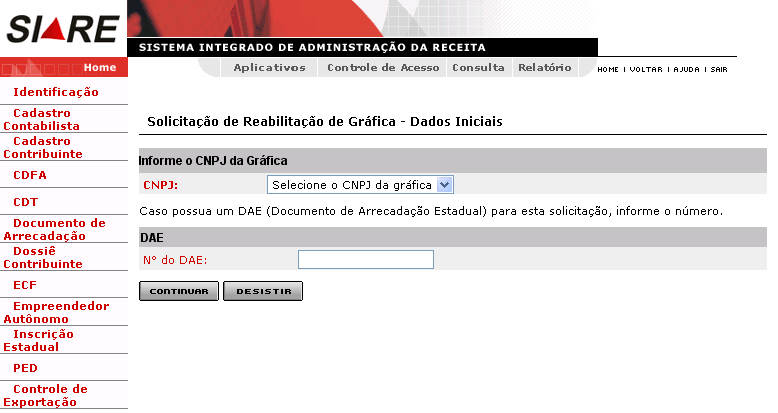 SIARE
SISTEMA INTEGRADO DE ADMINISTRAÇÃO DA RECEITA
Home
Aplicativos Controle de Acesso Consulta Relatório
HOME | VOLTAR | AJUDA | SAIR
Identificação
Cadastro
Contabilista
Cadastro
Contribuinte
CDFA
CDT
Documento de
Arrecadação
Dossiê
Contribuinte
ECF
Empreendedor
Autônomo
Inscrição
Estadual
PED
Controle de
Exportação
Solicitação de Reabilitação de Gráfica - Dados Iniciais
Informe o CNPJ da Gráfica
CNPJ: Selecione o CNPJ da gráfica
Caso possua um DAE (Documento de Arrecadação Estadual) para esta solicitação, informe o número.
DAE
Nº do DAE:
CONTINUAR DESISTIR